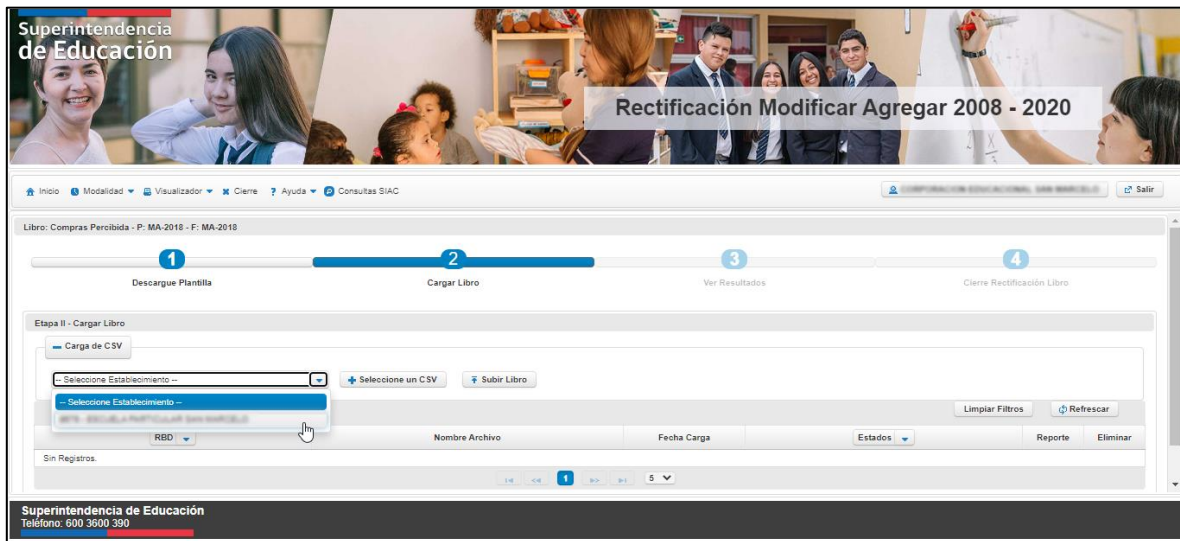 Superintendencia
de Educación
Rectificación Modificar Agregar 2008 - 2020
Inicio Modalidad Visualizador Cierre ? Ayuda Consultas SIAC Salir
Libro: Compras Percibida - P: MA-2018 - F: MA-2018
1 2 3 4
Descargue Plantilla Cargar Libro Ver Resultados Cierre Rectificación Libro
Etapa II - Cargar Libro
Carga de CSV
-- Seleccione Establecimiento -- Seleccione un CSV Subir Libro
-- Seleccione Establecimiento --
Limpiar Filtros Refrescar
RBD Nombre Archivo Fecha Carga Estados Reporte Eliminar
Sin Registros.
1 5
Superintendencia de Educación
Teléfono: 600 3600 390